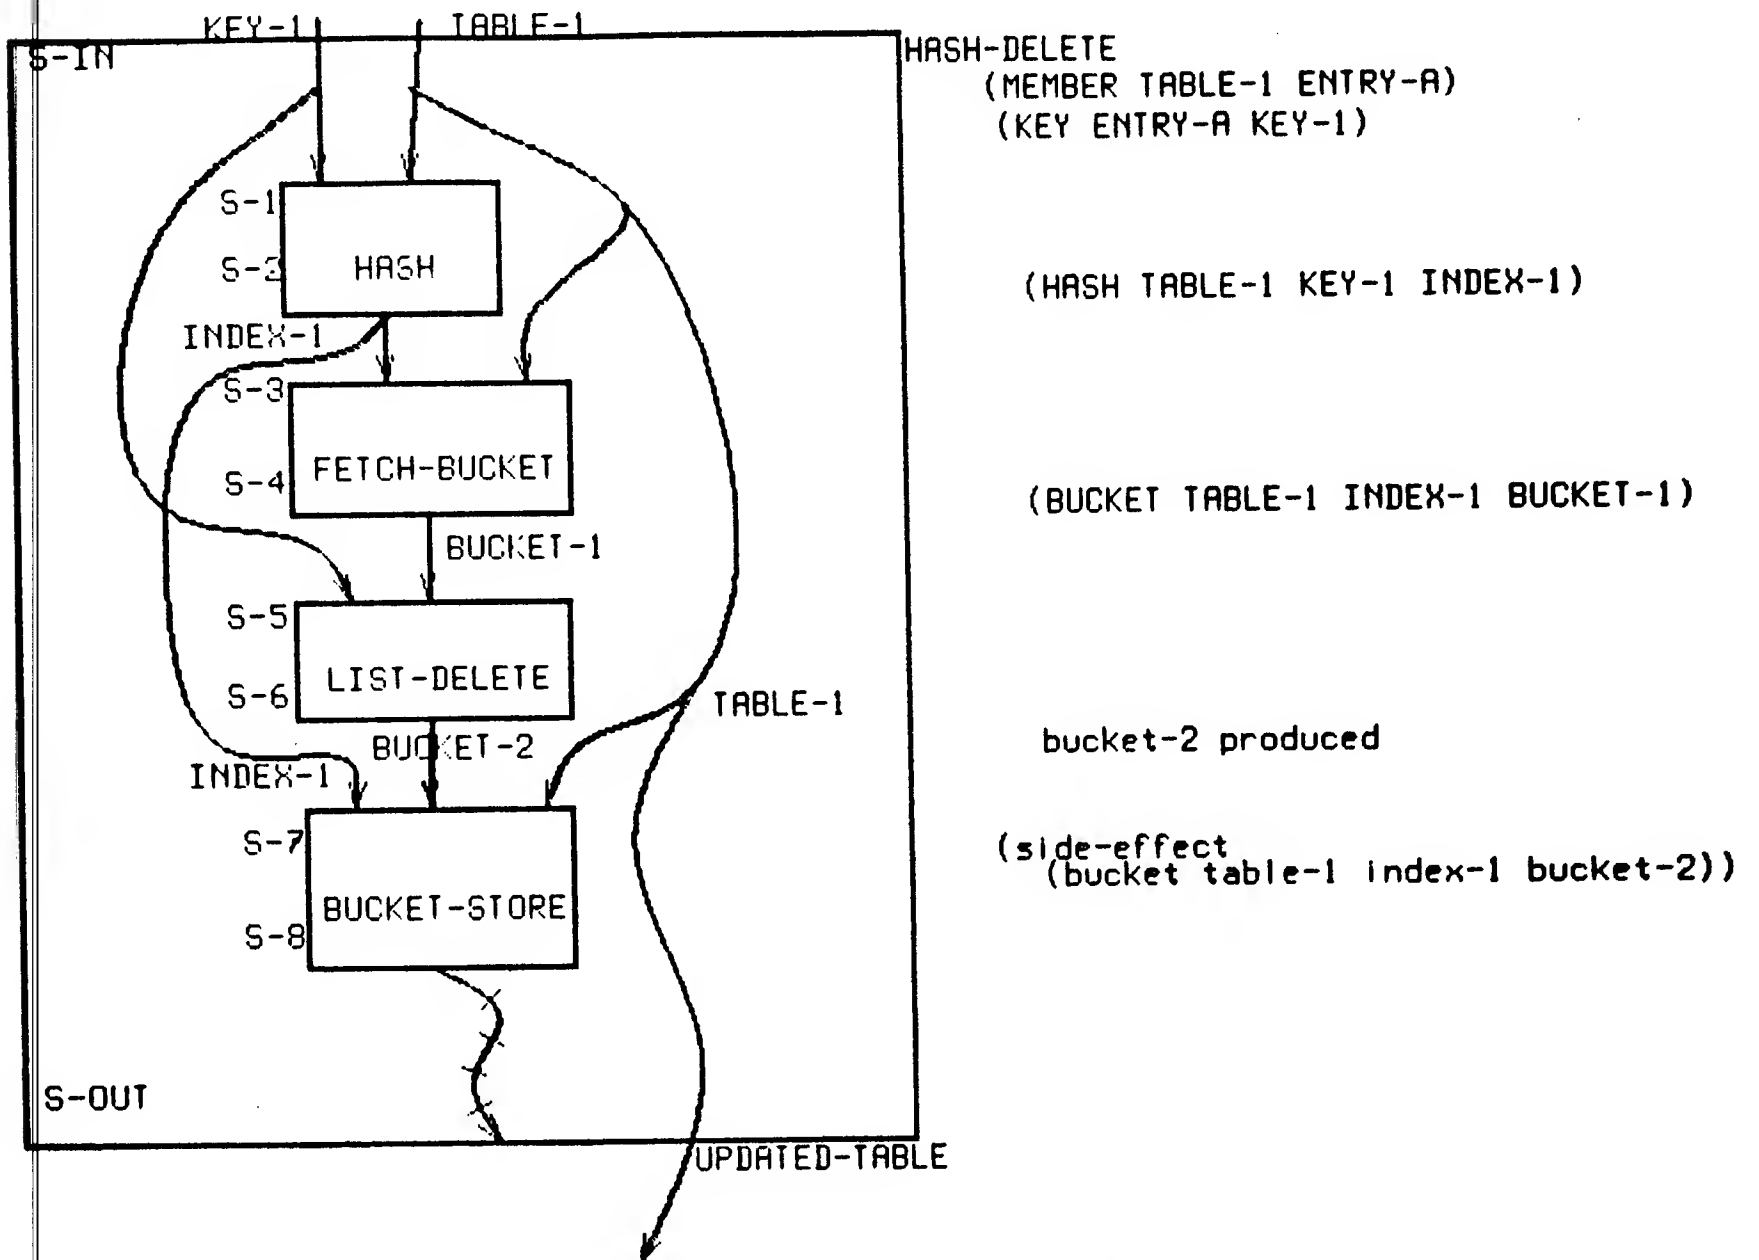 KEY-1 TABLE-1
S-IN
HASH-DELETE
(MEMBER TABLE-1 ENTRY-A)
(KEY ENTRY-A KEY-1)
S-1
S-2 HASH
(HASH TABLE-1 KEY-1 INDEX-1)
INDEX-1
S-3
S-4 FETCH-BUCKET
(BUCKET TABLE-1 INDEX-1 BUCKET-1)
BUCKET-1
S-5
S-6 LIST-DELETE
TABLE-1
BUCKET-2
bucket-2 produced
INDEX-1
S-7
(side-effect
(bucket table-1 index-1 bucket-2))
BUCKET-STORE
S-8
S-OUT
UPDATED-TABLE